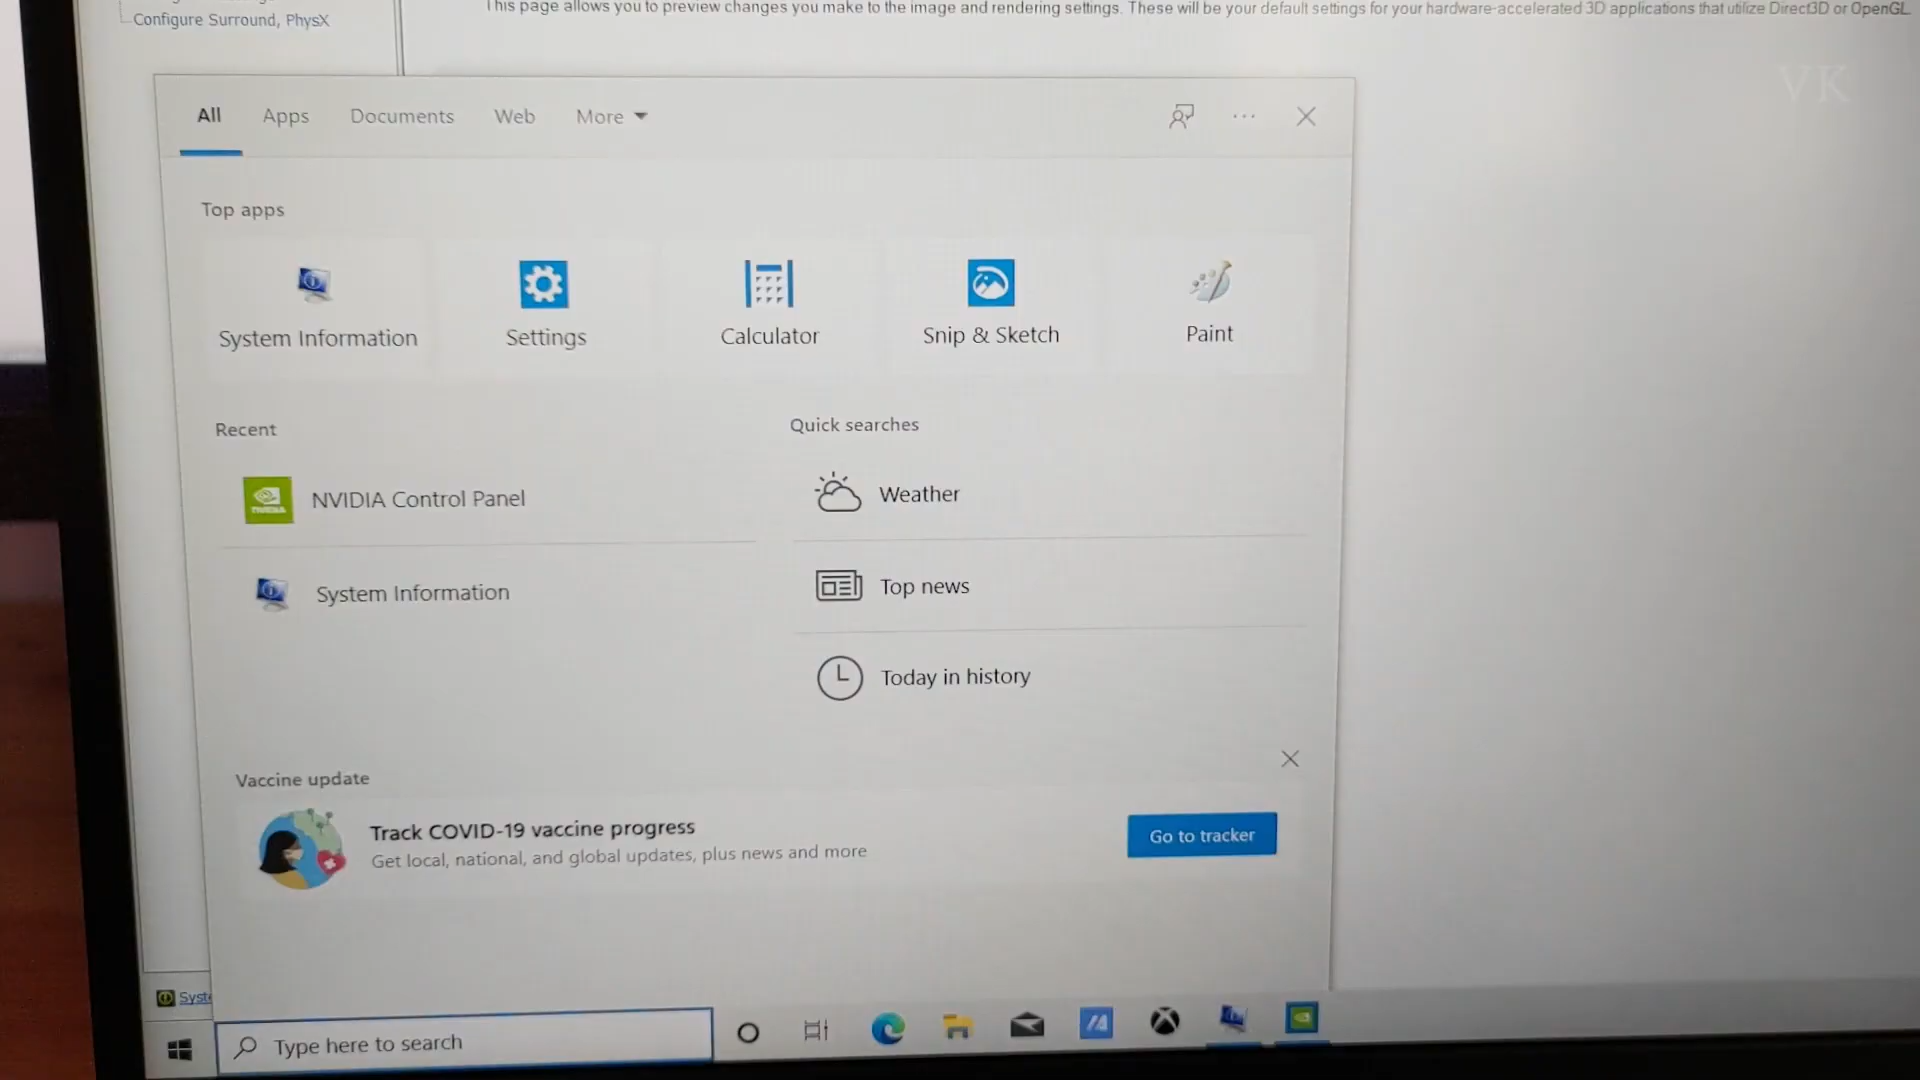 Configure Surround, PhysX
This page allows you to preview changes you make to the image and rendering settings. These will be your default settings for your hardware-accelerated 3D applications that utilize Direct3D or OpenGL.
VK
All Apps Documents Web More
Top apps
System Information Settings Calculator Snip & Sketch Paint
Recent
Quick searches
NVIDIA Control Panel
Weather
System Information
Top news
Today in history
Vaccine update
Track COVID-19 vaccine progress
Get local, national, and global updates, plus news and more
Go to tracker
Syste
Type here to search